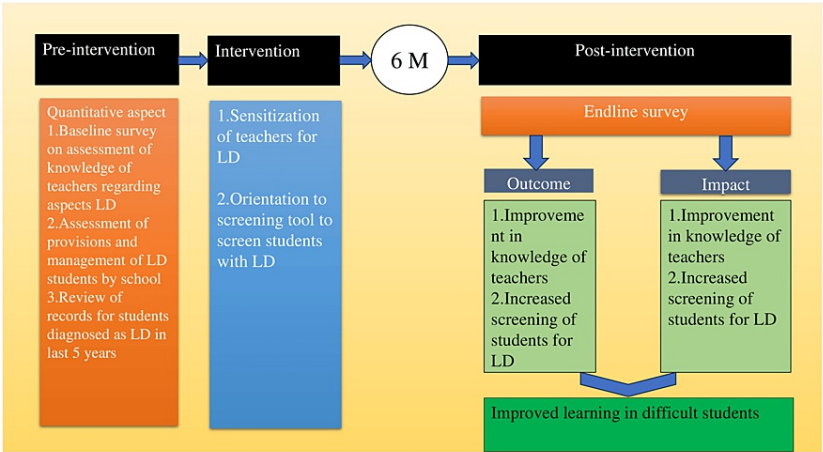 Pre-intervention
Intervention
6 M
Post-intervention
Quantitative aspect
1.Baseline survey
on assessment of
knowledge of
teachers regarding
aspects LD
2.Assessment of
provisions and
management of LD
students by school
3.Review of
records for students
diagnosed as LD in
last 5 years
1.Sensitization
of teachers for
LD
2.Orientation to
screening tool to
screen students
with LD
Endline survey
Outcome
Impact
1.Improveme
nt in
knowledge of
teachers
2.Increased
screening of
students for
LD
1.Improvement
in knowledge of
teachers
2.Increased
screening of
students for LD
Improved learning in difficult students